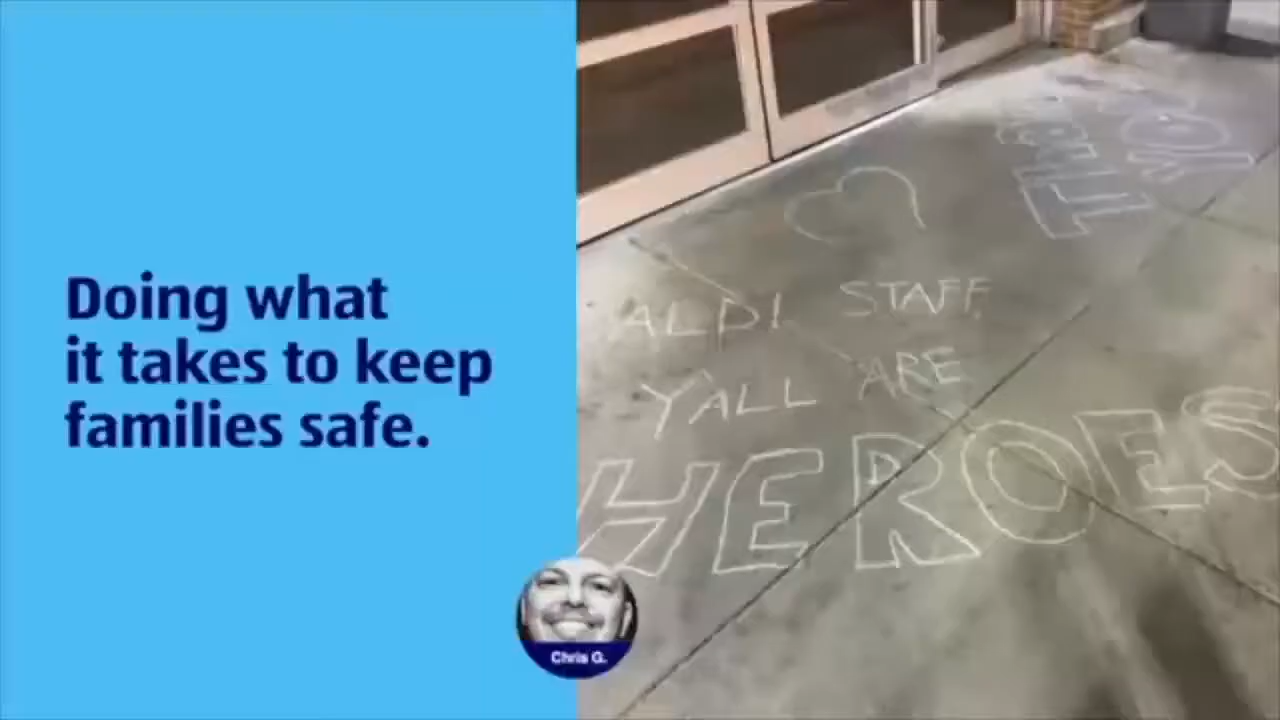 Doing what
it takes to keep
families safe.
ALDI STAFF
Y'ALL ARE
HEROES
Chris G.